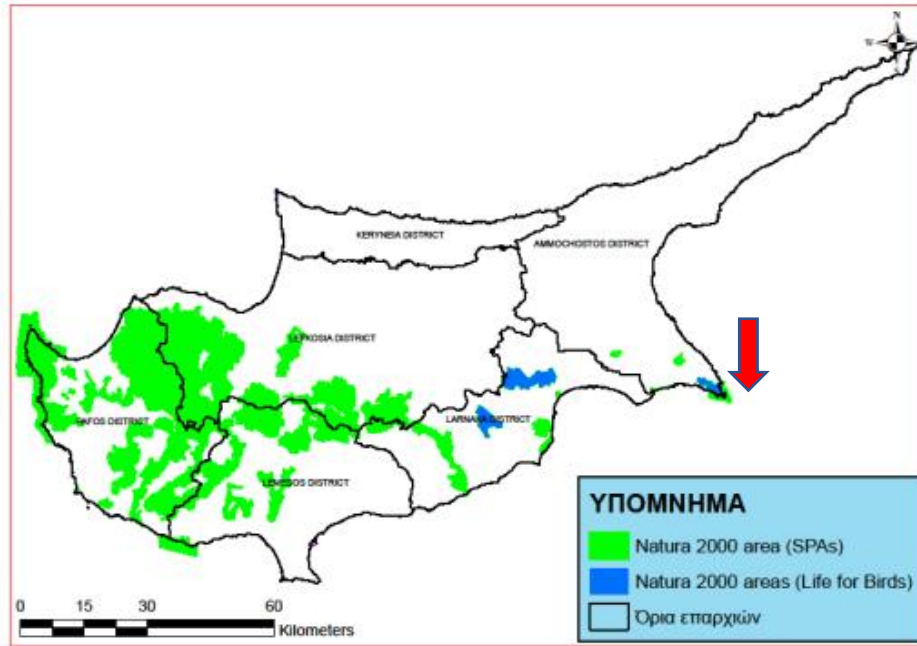 N
W
KERYNEIA DISTRICT
AMMOCHOSTOS DISTRICT
LEFKOSIA DISTRICT
PAFOS DISTRICT
LARNAKA DISTRICT
LEMESOS DISTRICT
ΥΠΟΜΝΗΜΑ
Natura 2000 area (SPAs)
Natura 2000 areas (Life for Birds)
Όρια επαρχιών
0 15 30 60
Kilometers